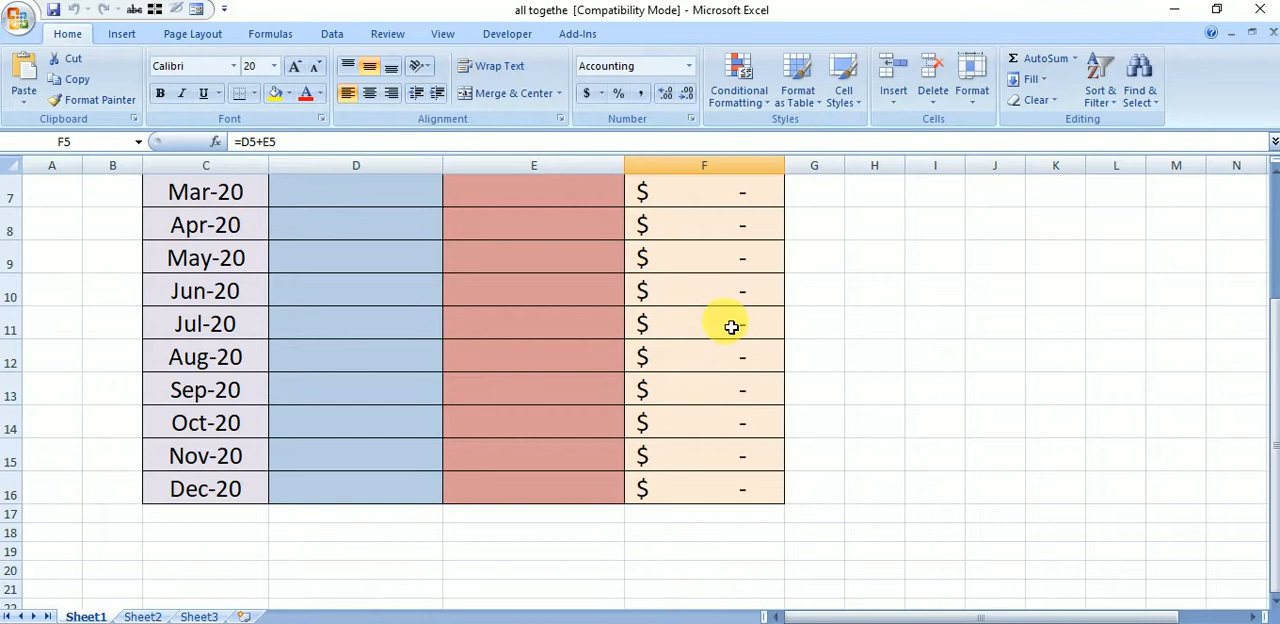 all togethe [Compatibility Mode] - Microsoft Excel
Home Insert Page Layout Formulas Data Review View Developer Add-Ins
Paste
Cut
Copy
Format Painter
Clipboard
Calibri 20
B I U
Font
Wrap Text
Merge & Center
Alignment
Accounting
$ % ,
Number
Conditional Formatting
Format as Table
Cell Styles
Styles
Insert
Delete
Format
Cells
Σ AutoSum
Fill
Clear
Sort & Filter
Find & Select
Editing
F5 fx =D5+E5
A B C D E F G H I J K L M N
7 Mar-20 $ -
8 Apr-20 $ -
9 May-20 $ -
10 Jun-20 $ -
11 Jul-20 $ -
12 Aug-20 $ -
13 Sep-20 $ -
14 Oct-20 $ -
15 Nov-20 $ -
16 Dec-20 $ -
17
18
19
20
21
22
Sheet1 Sheet2 Sheet3